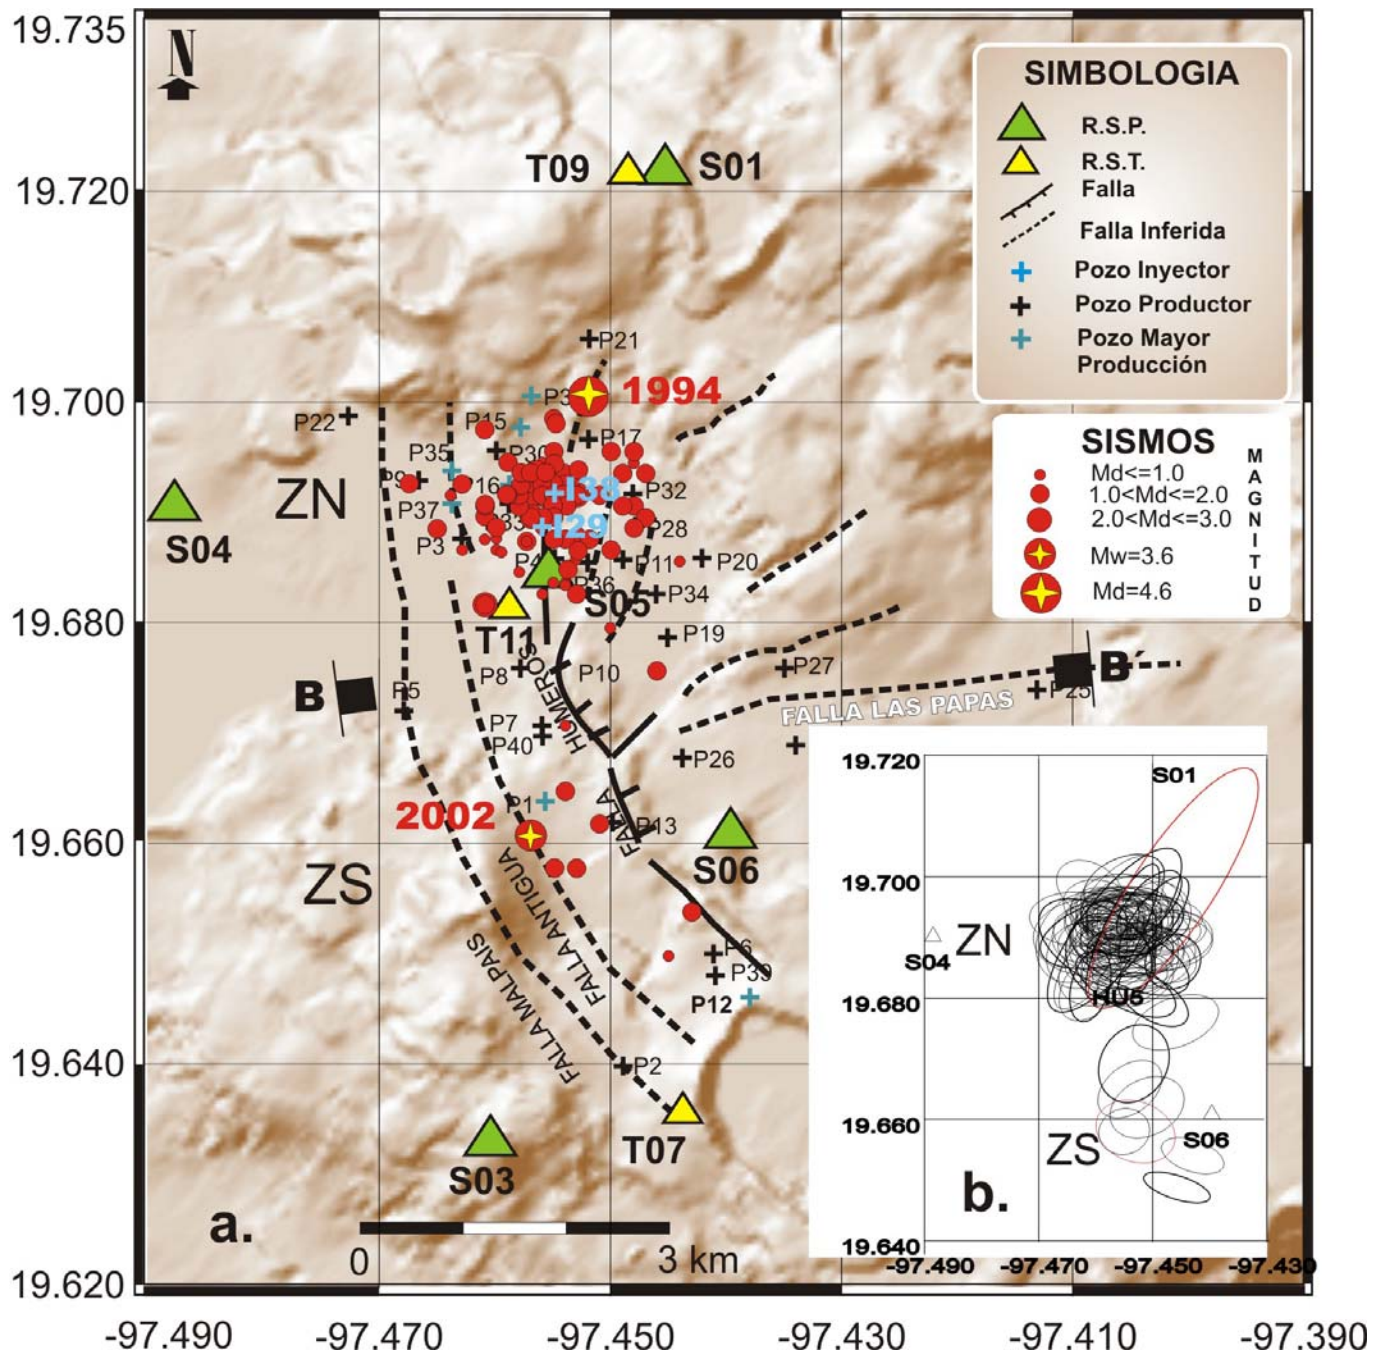 19.735
19.720
19.700
19.680
19.660
19.640
19.620
-97.490
-97.470
-97.450
-97.430
-97.410
-97.390
N
SIMBOLOGIA
R.S.P.
R.S.T.
Falla
Falla Inferida
Pozo Inyector
Pozo Productor
Pozo Mayor
Producción
SISMOS
Md<=1.0
1.0<Md<=2.0
2.0<Md<=3.0
Mw=3.6
Md=4.6
MAGNITUD
T09
S01
P21
1994
P22
P15
P17
P35
P30
P9
P16
ZN
I38
P32
P37
I29
P28
S04
P3
P4
P11
P20
P36
S05
P34
T11
P19
P8
P10
P27
B
B´
P5
P25
HUMEROS
FALLA LAS PAPAS
P7
P40
P26
P1
2002
P13
FALLA
S06
ZS
FALLA ANTIGUA
FALLA MALPAIS
P6
P39
P12
P2
T07
S03
a.
0
3 km
19.720
19.700
19.680
19.660
19.640
-97.490
-97.470
-97.450
-97.430
S01
ZN
S04
HU5
ZS
S06
b.